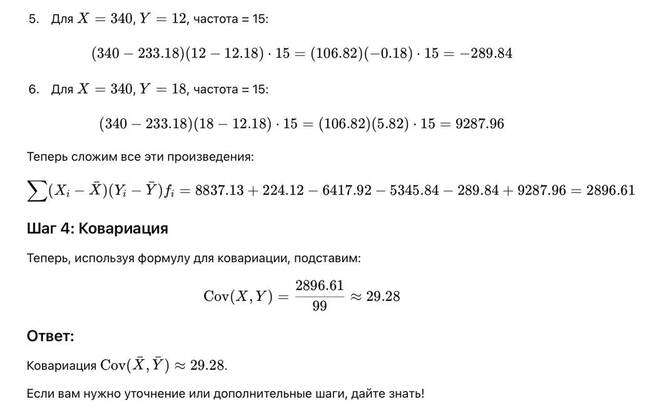 5. Для X = 340, Y = 12, частота = 15:
(340 − 233.18)(12 − 12.18) · 15 = (106.82)(−0.18) · 15 = −289.84
6. Для X = 340, Y = 18, частота = 15:
(340 − 233.18)(18 − 12.18) · 15 = (106.82)(5.82) · 15 = 9287.96
Теперь сложим все эти произведения:
∑(Xᵢ − X̄)(Yᵢ − Ȳ)fᵢ = 8837.13 + 224.12 − 6417.92 − 5345.84 − 289.84 + 9287.96 = 2896.61
Шаг 4: Ковариация
Теперь, используя формулу для ковариации, подставим:
Cov(X, Y) = 2896.61/99 ≈ 29.28
Ответ:
Ковариация Cov(X̄, Ȳ) ≈ 29.28.
Если вам нужно уточнение или дополнительные шаги, дайте знать!